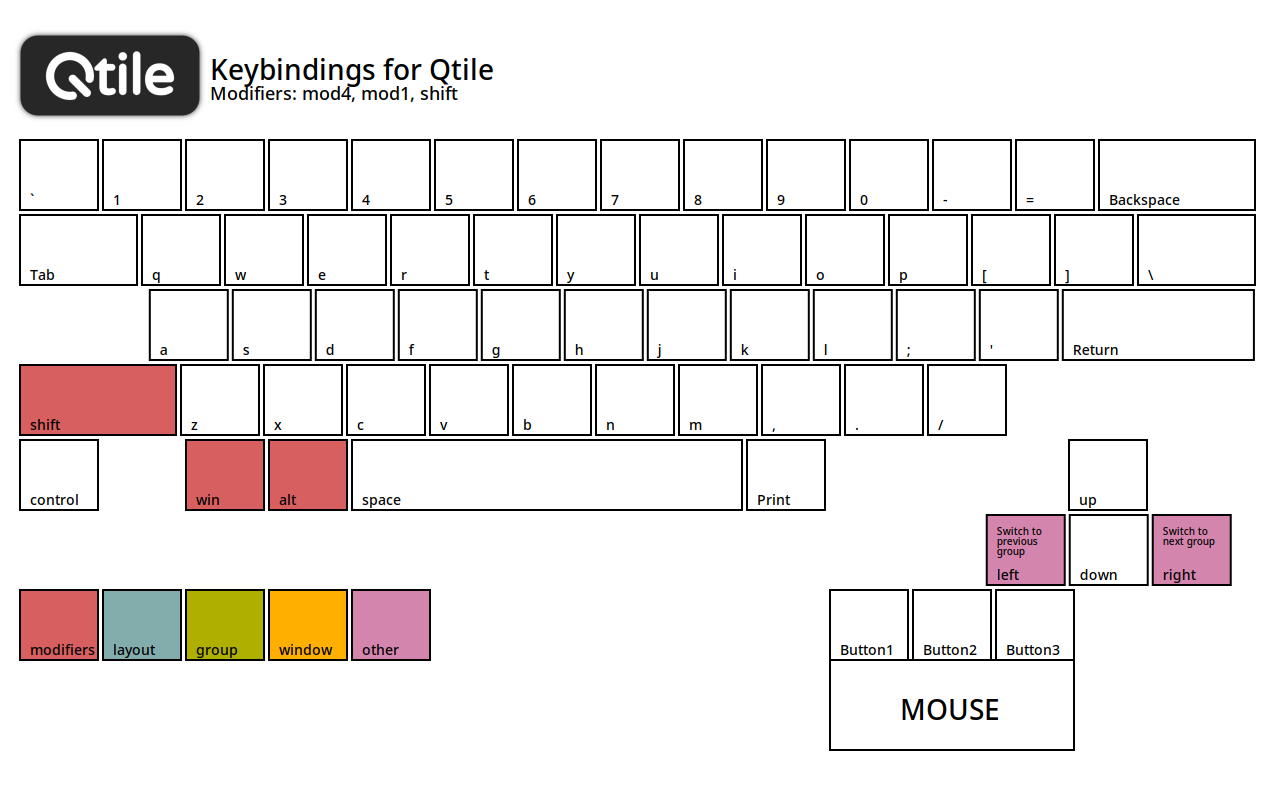 Qtile
Keybindings for Qtile
Modifiers: mod4, mod1, shift
` 1 2 3 4 5 6 7 8 9 0 - = Backspace
Tab q w e r t y u i o p [ ] \
a s d f g h j k l ; ' Return
shift z x c v b n m , . /
control win alt space Print up
Switch to
previous
group
left
down
Switch to
next group
right
modifiers layout group window other
Button1 Button2 Button3
MOUSE